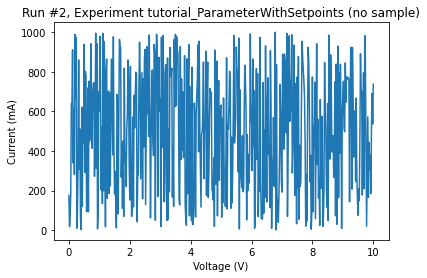 Run #2, Experiment tutorial_ParameterWithSetpoints (no sample)
1000
800
600
400
200
0
Current (mA)
0 2 4 6 8 10
Voltage (V)